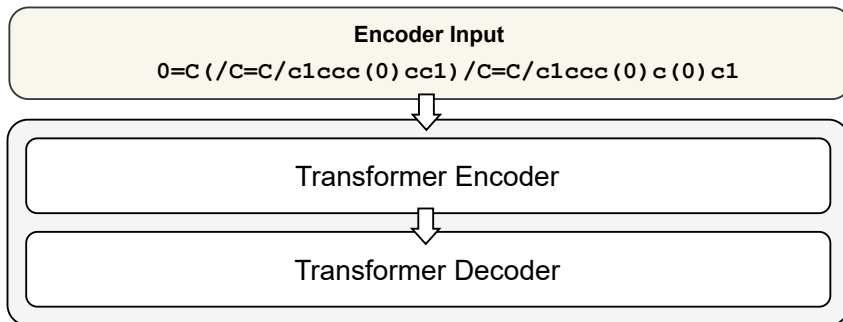 Encoder Input
O=C(/C=C/c1ccc(O)cc1)/C=C/c1ccc(O)c(O)c1
Transformer Encoder
Transformer Decoder